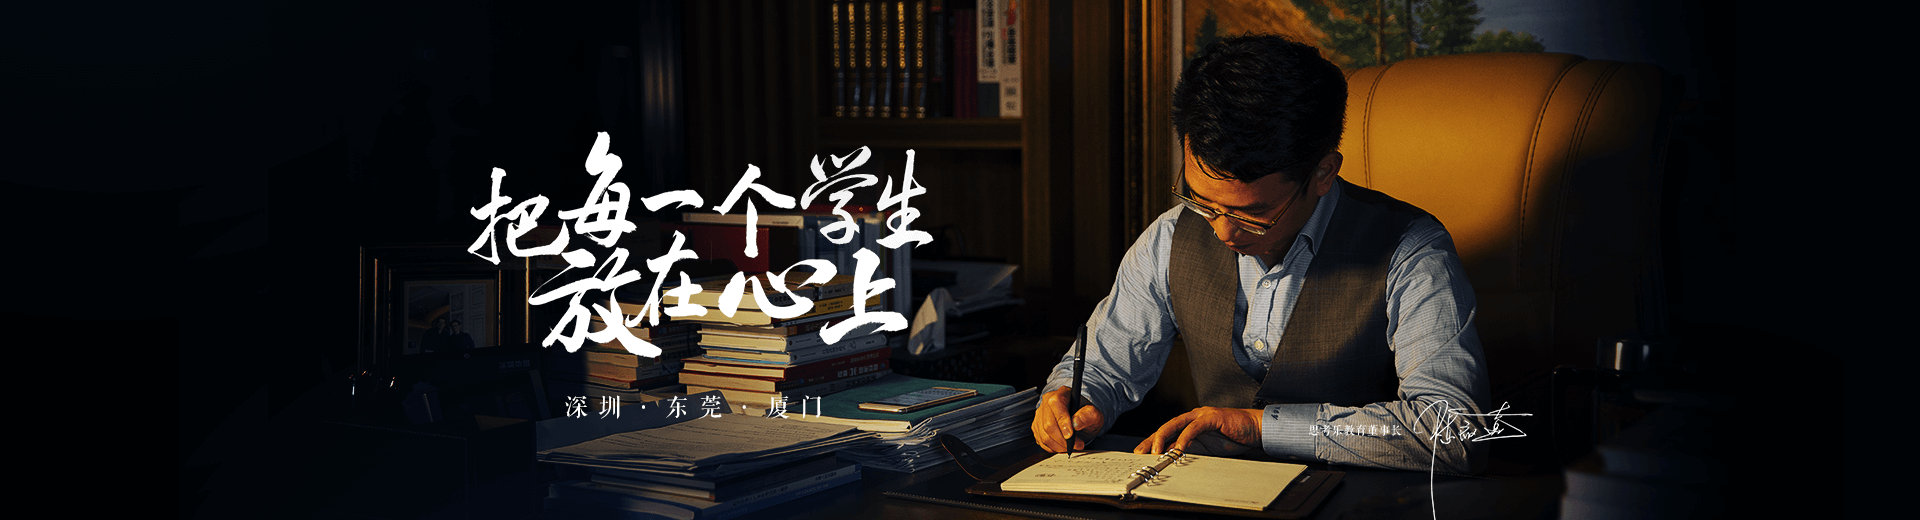 把每一个学生
放在心上
深圳·东莞·厦门
思考乐教育董事长